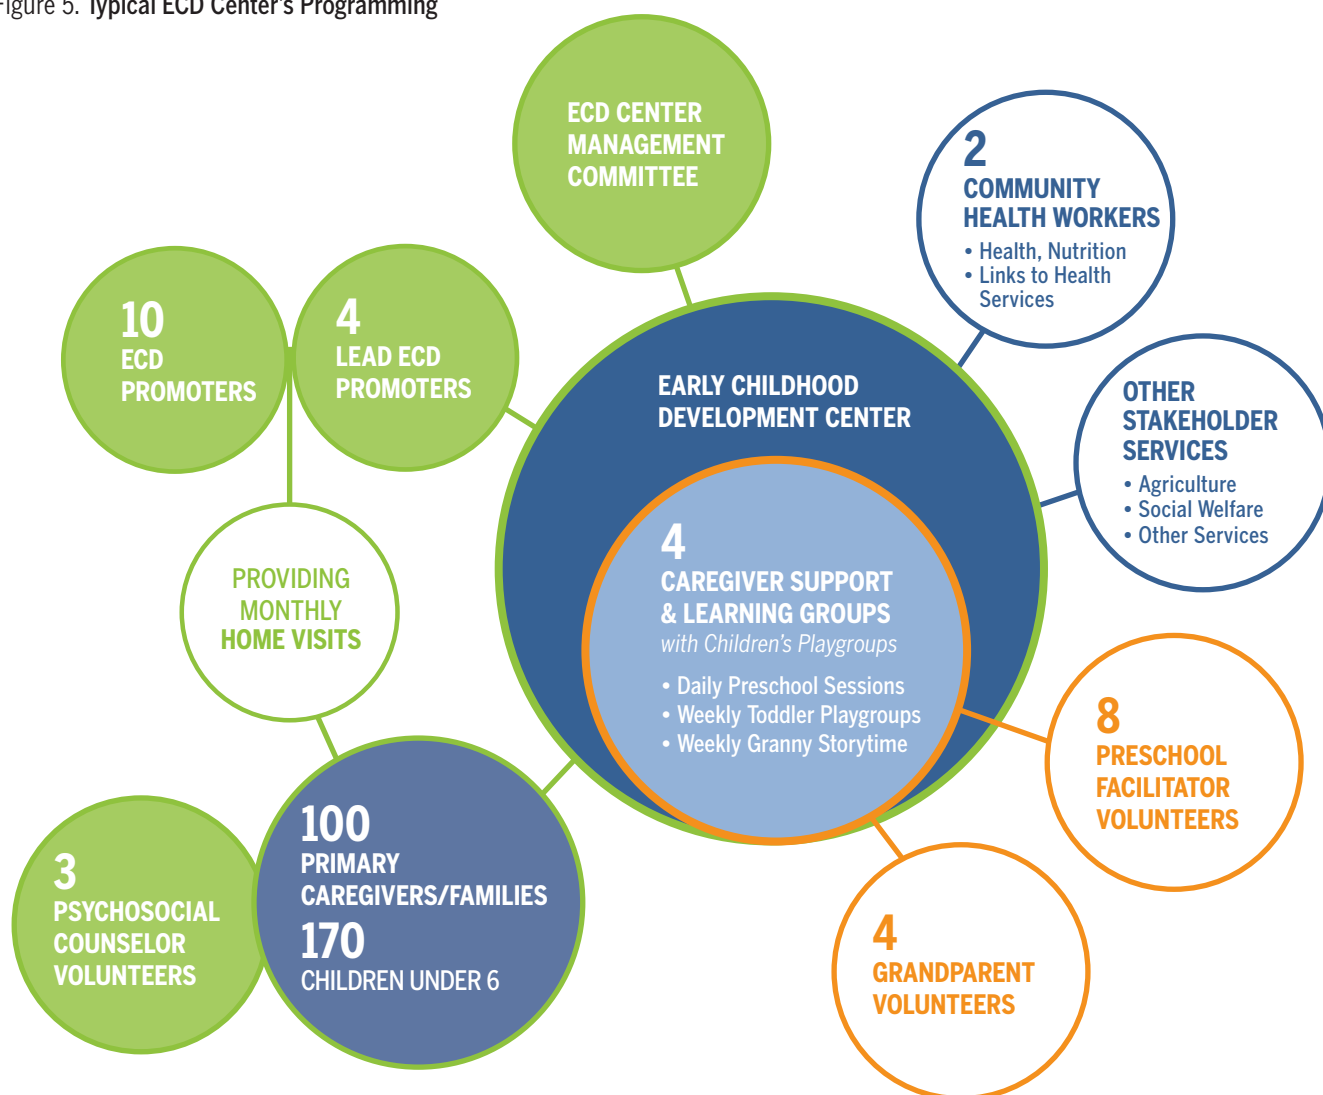 Figure 5. Typical ECD Center's Programming
ECD CENTER
MANAGEMENT
COMMITTEE
2
COMMUNITY
HEALTH WORKERS
• Health, Nutrition
• Links to Health
Services
10
ECD
PROMOTERS
4
LEAD ECD
PROMOTERS
EARLY CHILDHOOD
DEVELOPMENT CENTER
OTHER
STAKEHOLDER
SERVICES
• Agriculture
• Social Welfare
• Other Services
4
CAREGIVER SUPPORT
& LEARNING GROUPS
with Children's Playgroups
• Daily Preschool Sessions
• Weekly Toddler Playgroups
• Weekly Granny Storytime
PROVIDING
MONTHLY
HOME VISITS
8
PRESCHOOL
FACILITATOR
VOLUNTEERS
100
PRIMARY
CAREGIVERS/FAMILIES
170
CHILDREN UNDER 6
3
PSYCHOSOCIAL
COUNSELOR
VOLUNTEERS
4
GRANDPARENT
VOLUNTEERS